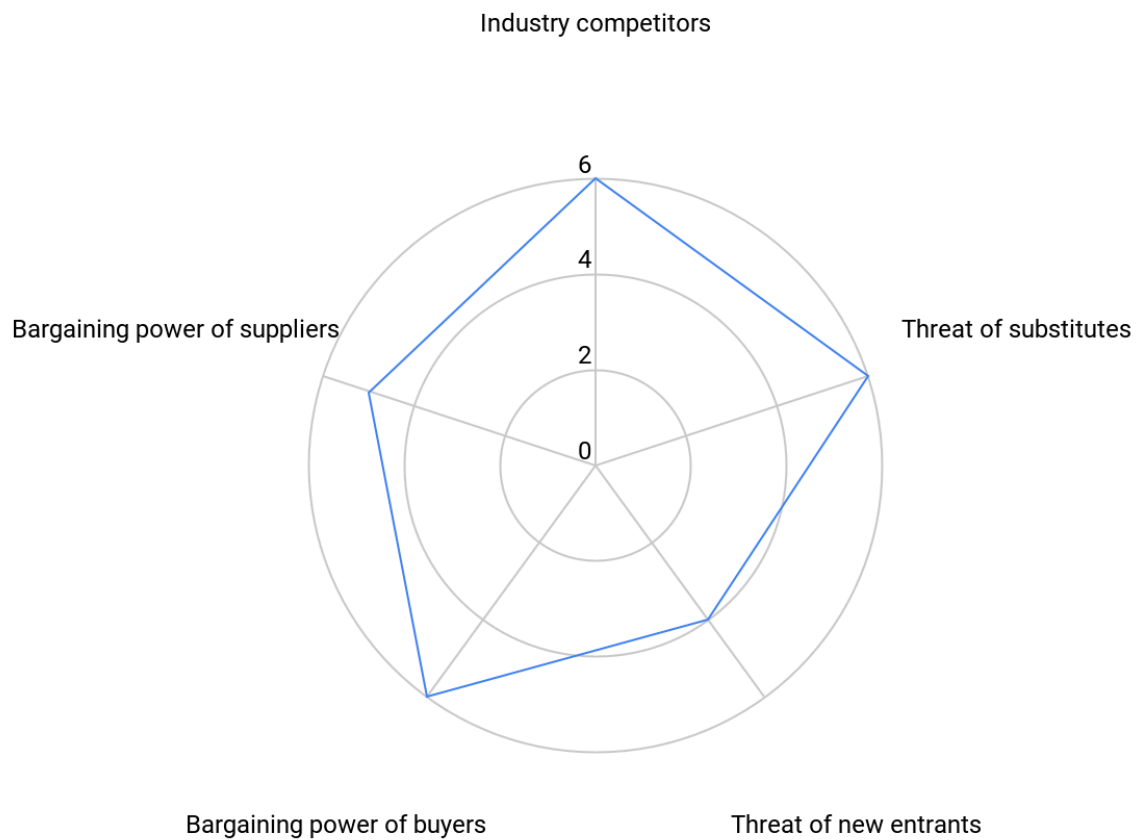 Industry competitors
6
4
Bargaining power of suppliers
Threat of substitutes
2
0
Bargaining power of buyers
Threat of new entrants